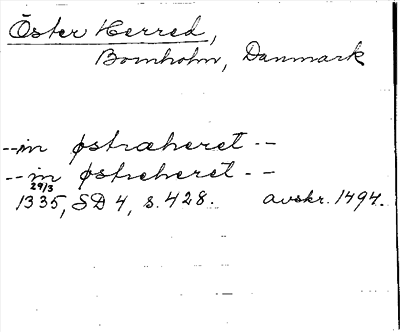 Öster Herred,
Bornholm, Danmark
--in østræheret--
--in østreheret--
29/3
1335, SD 4, s. 428. avskr. 1494.